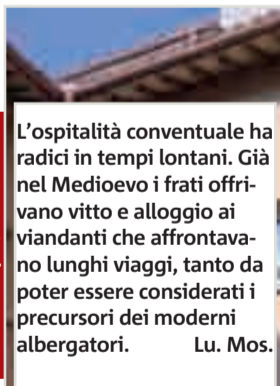 L'ospitalità conventuale ha
radici in tempi lontani. Già
nel Medioevo i frati offri-
vano vitto e alloggio ai
viandanti che affrontava-
no lunghi viaggi, tanto da
poter essere considerati i
precursori dei moderni
albergatori. Lu. Mos.